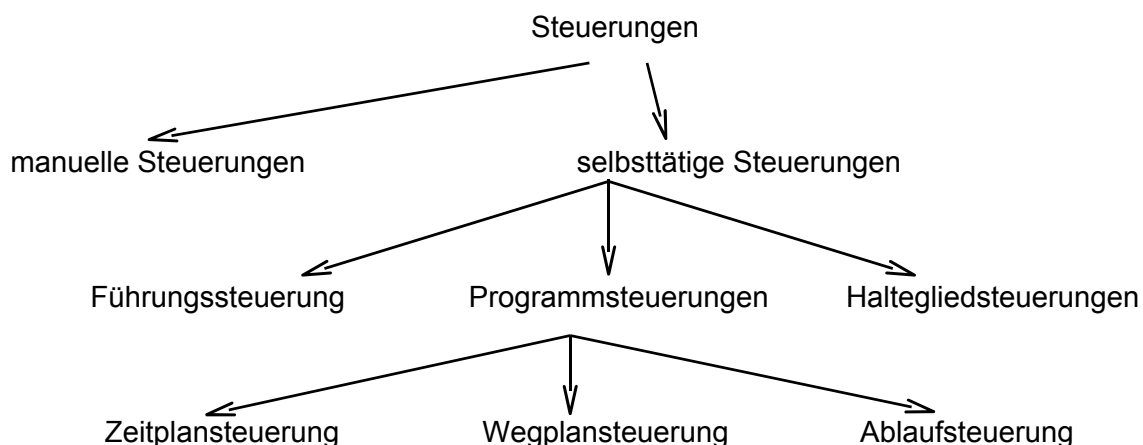 Steuerungen
manuelle Steuerungen selbsttätige Steuerungen
Führungssteuerung Programmsteuerungen Haltegliedsteuerungen
Zeitplansteuerung Wegplansteuerung Ablaufsteuerung